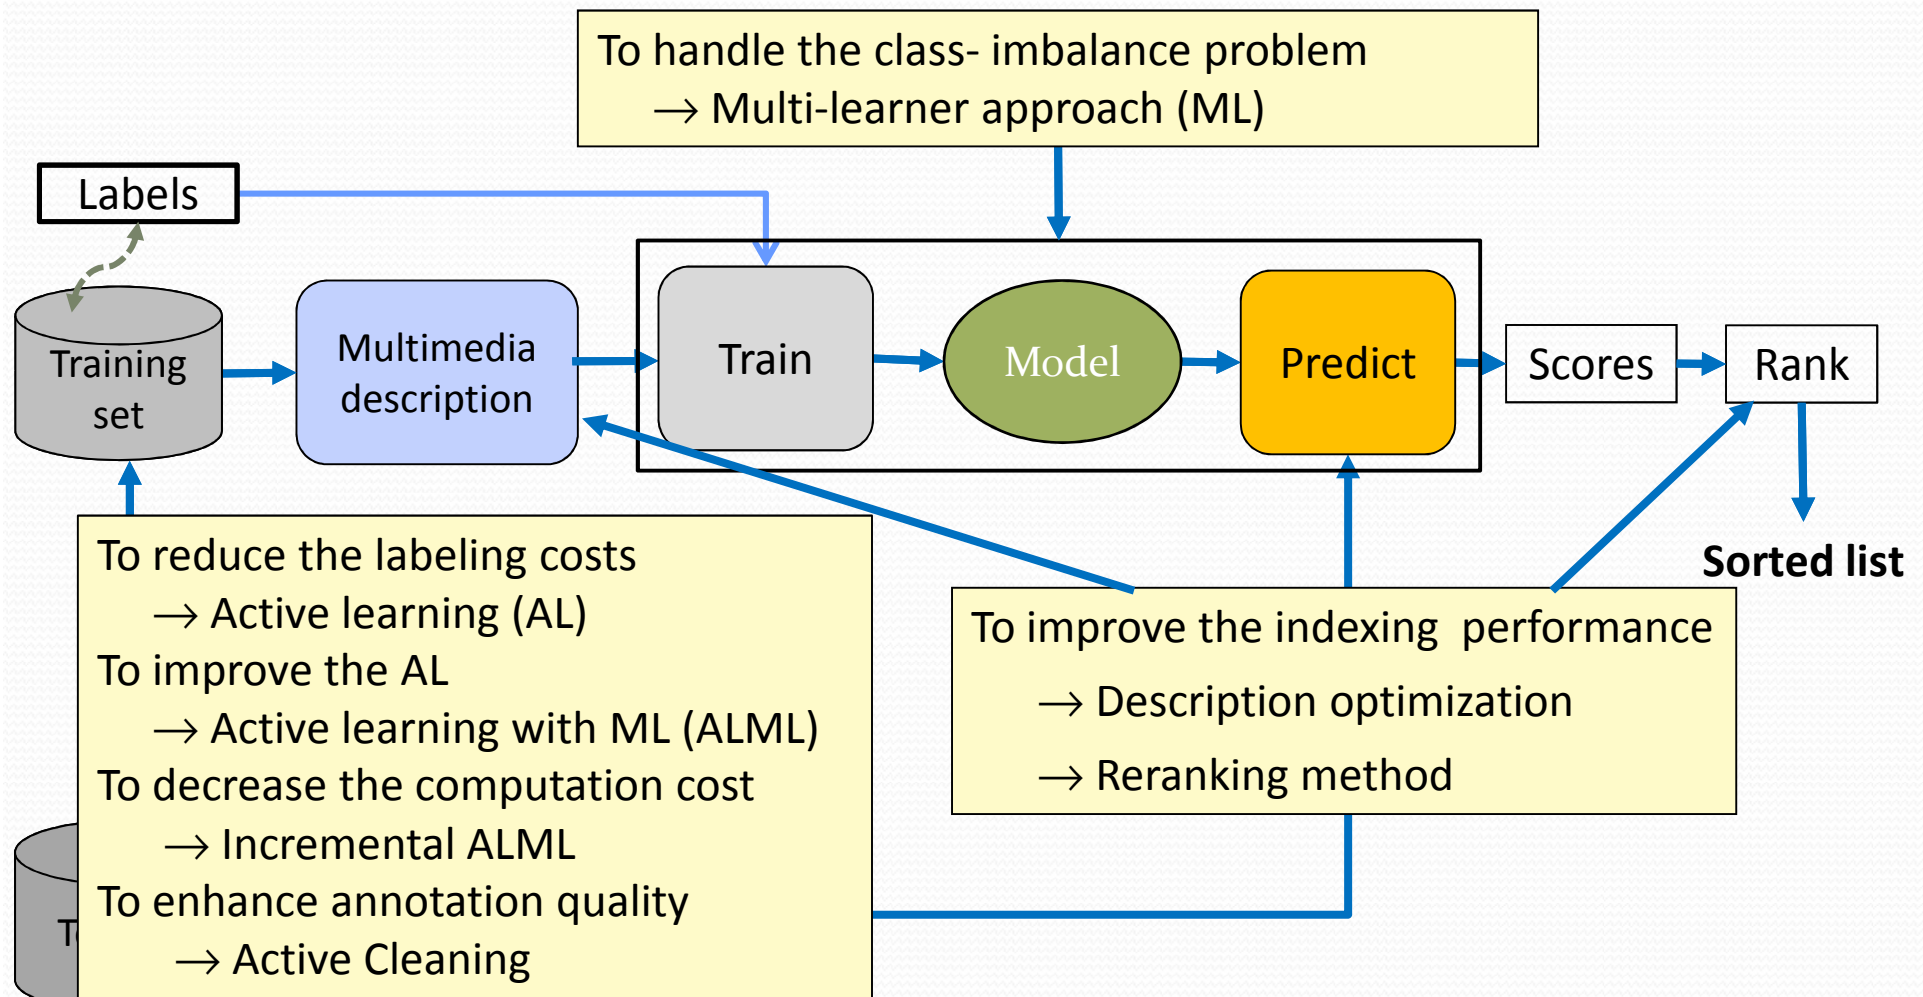 To handle the class- imbalance problem
→ Multi-learner approach (ML)
Labels
Training
set
Multimedia
description
Train
Model
Predict
Scores
Rank
Sorted list
To reduce the labeling costs
→ Active learning (AL)
To improve the AL
→ Active learning with ML (ALML)
To decrease the computation cost
→ Incremental ALML
To enhance annotation quality
→ Active Cleaning
To improve the indexing  performance
→ Description optimization
→ Reranking method